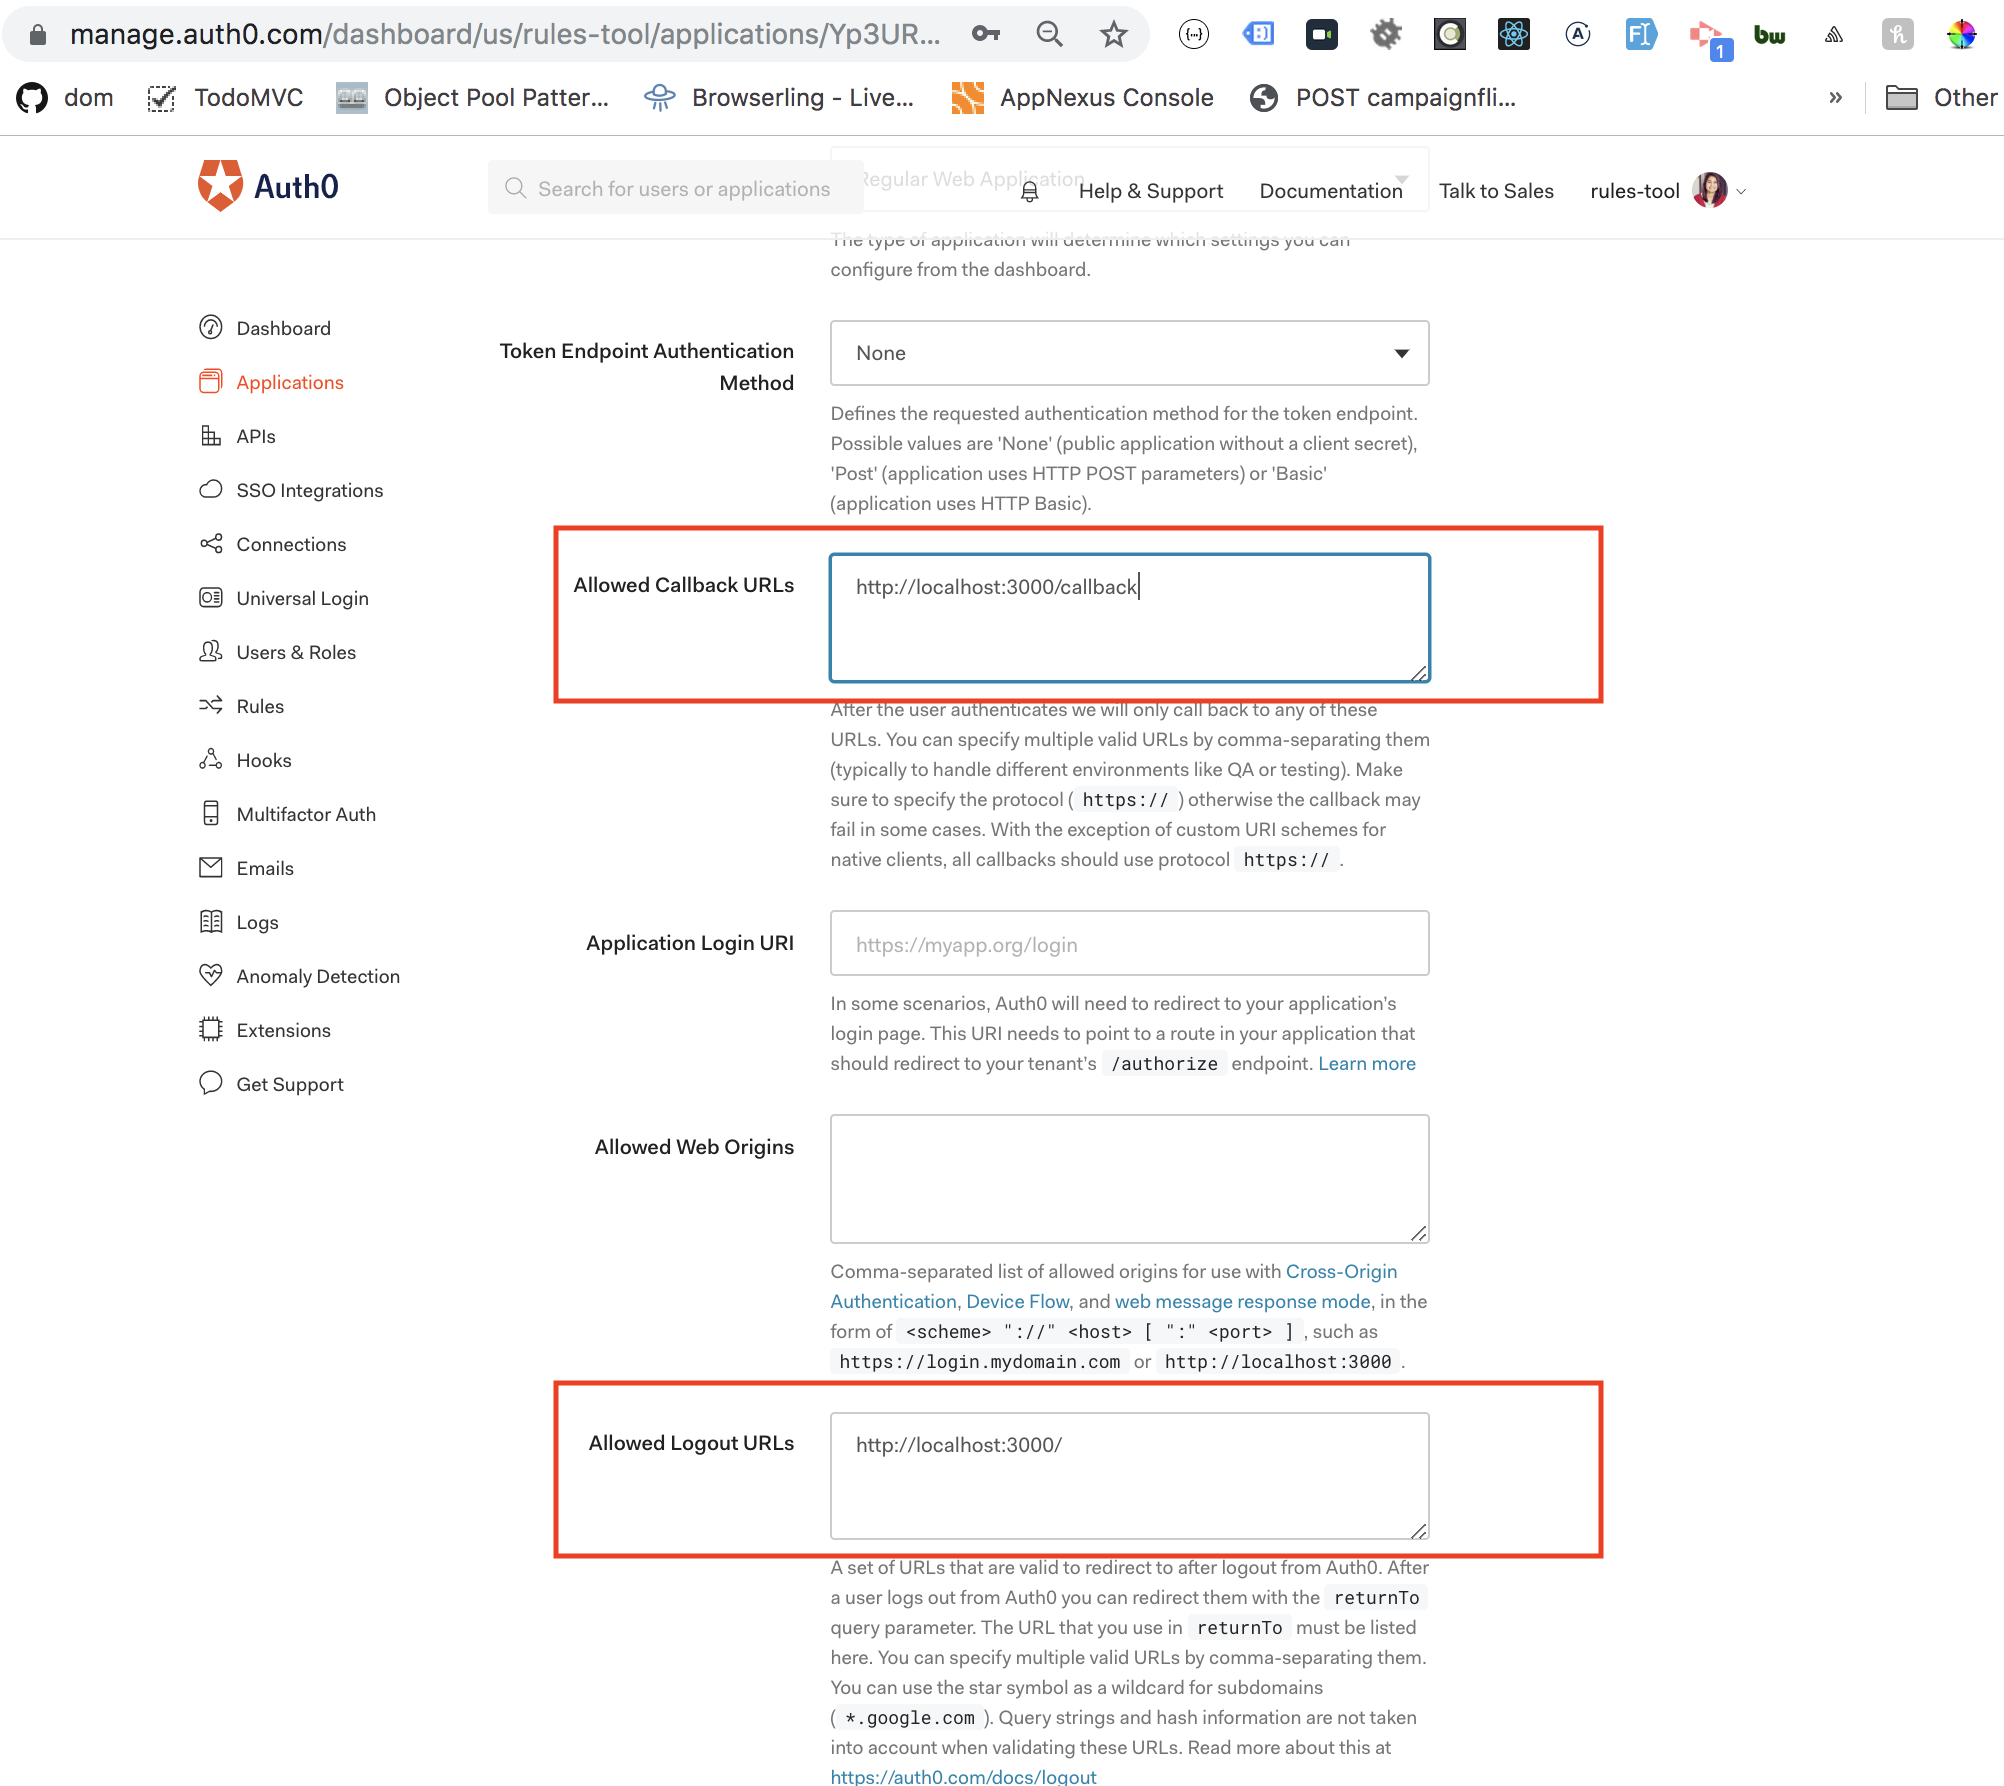 manage.auth0.com/dashboard/us/rules-tool/applications/Yp3UR...
1
bw
dom
TodoMVC
Object Pool Patter...
Browserling - Live...
AppNexus Console
POST campaignfli...
»
Other
Auth0
Search for users or applications
Regular Web Application
Help & Support
Documentation
Talk to Sales
rules-tool
The type of application will determine which settings you can
configure from the dashboard.
Dashboard
Applications
APIs
SSO Integrations
Connections
Universal Login
Users & Roles
Rules
Hooks
Multifactor Auth
Emails
Logs
Anomaly Detection
Extensions
Get Support
Token Endpoint Authentication
Method
None
Defines the requested authentication method for the token endpoint.
Possible values are 'None' (public application without a client secret),
'Post' (application uses HTTP POST parameters) or 'Basic'
(application uses HTTP Basic).
Allowed Callback URLs
http://localhost:3000/callback
After the user authenticates we will only call back to any of these
URLs. You can specify multiple valid URLs by comma-separating them
(typically to handle different environments like QA or testing). Make
sure to specify the protocol ( https:// ) otherwise the callback may
fail in some cases. With the exception of custom URI schemes for
native clients, all callbacks should use protocol https:// .
Application Login URI
https://myapp.org/login
In some scenarios, Auth0 will need to redirect to your application’s
login page. This URI needs to point to a route in your application that
should redirect to your tenant’s /authorize endpoint. Learn more
Allowed Web Origins
Comma-separated list of allowed origins for use with Cross-Origin
Authentication, Device Flow, and web message response mode, in the
form of <scheme> "://" <host> [ ":" <port> ] , such as
https://login.mydomain.com or http://localhost:3000 .
Allowed Logout URLs
http://localhost:3000/
A set of URLs that are valid to redirect to after logout from Auth0. After
a user logs out from Auth0 you can redirect them with the returnTo
query parameter. The URL that you use in returnTo must be listed
here. You can specify multiple valid URLs by comma-separating them.
You can use the star symbol as a wildcard for subdomains
( *.google.com ). Query strings and hash information are not taken
into account when validating these URLs. Read more about this at
https://auth0.com/docs/logout